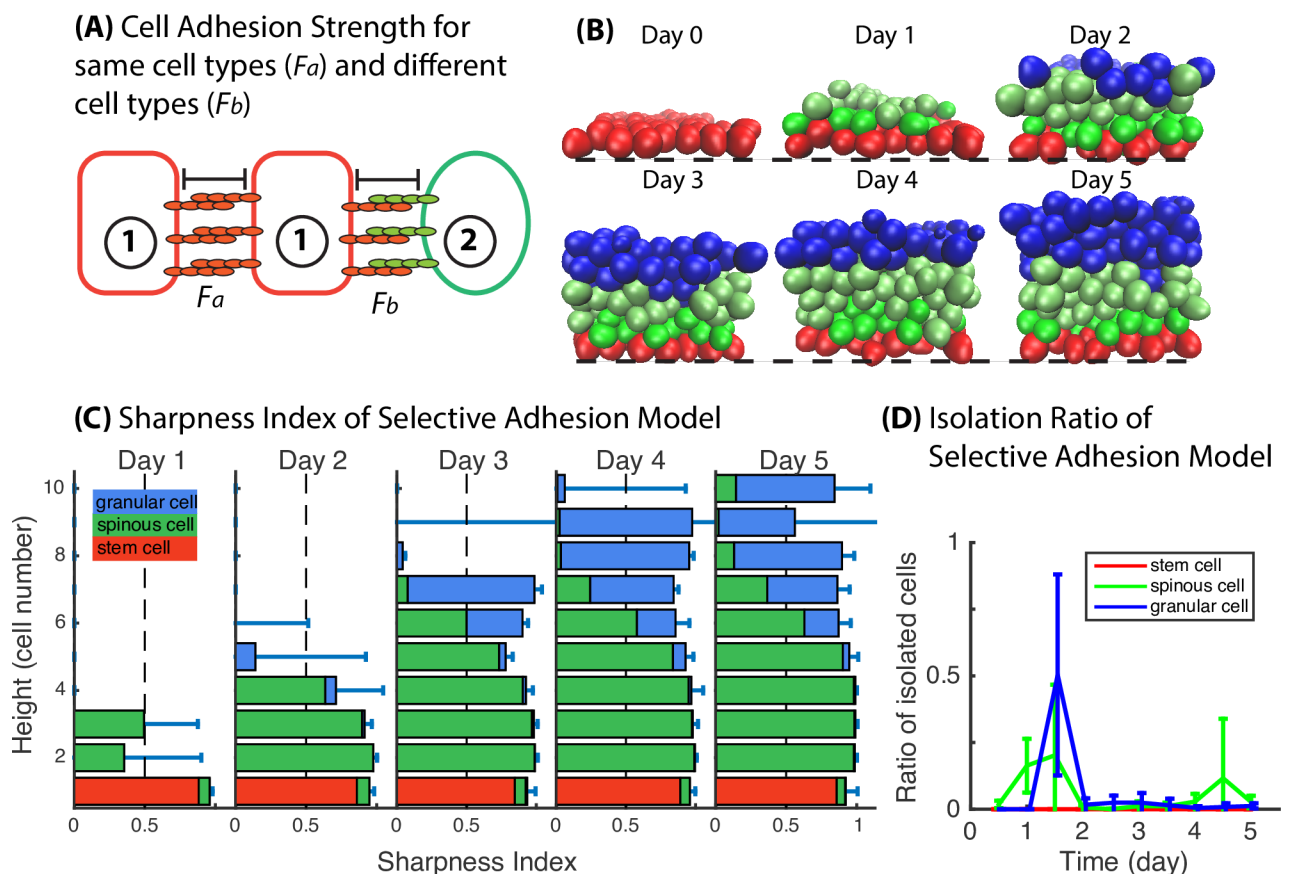 (A) Cell Adhesion Strength for
same cell types (Fa) and different
cell types (Fb)
1
1
2
Fa
Fb
(B)
Day 0
Day 1
Day 2
Day 3
Day 4
Day 5
(C) Sharpness Index of Selective Adhesion Model
Day 1
Day 2
Day 3
Day 4
Day 5
granular cell
spinous cell
stem cell
Height (cell number)
10
8
6
4
2
0
0.5
0
0.5
0
0.5
0
0.5
0
0.5
1
Sharpness Index
(D) Isolation Ratio of
Selective Adhesion Model
stem cell
spinous cell
granular cell
Ratio of isolated cells
1
0.5
0
0
1
2
3
4
5
Time (day)